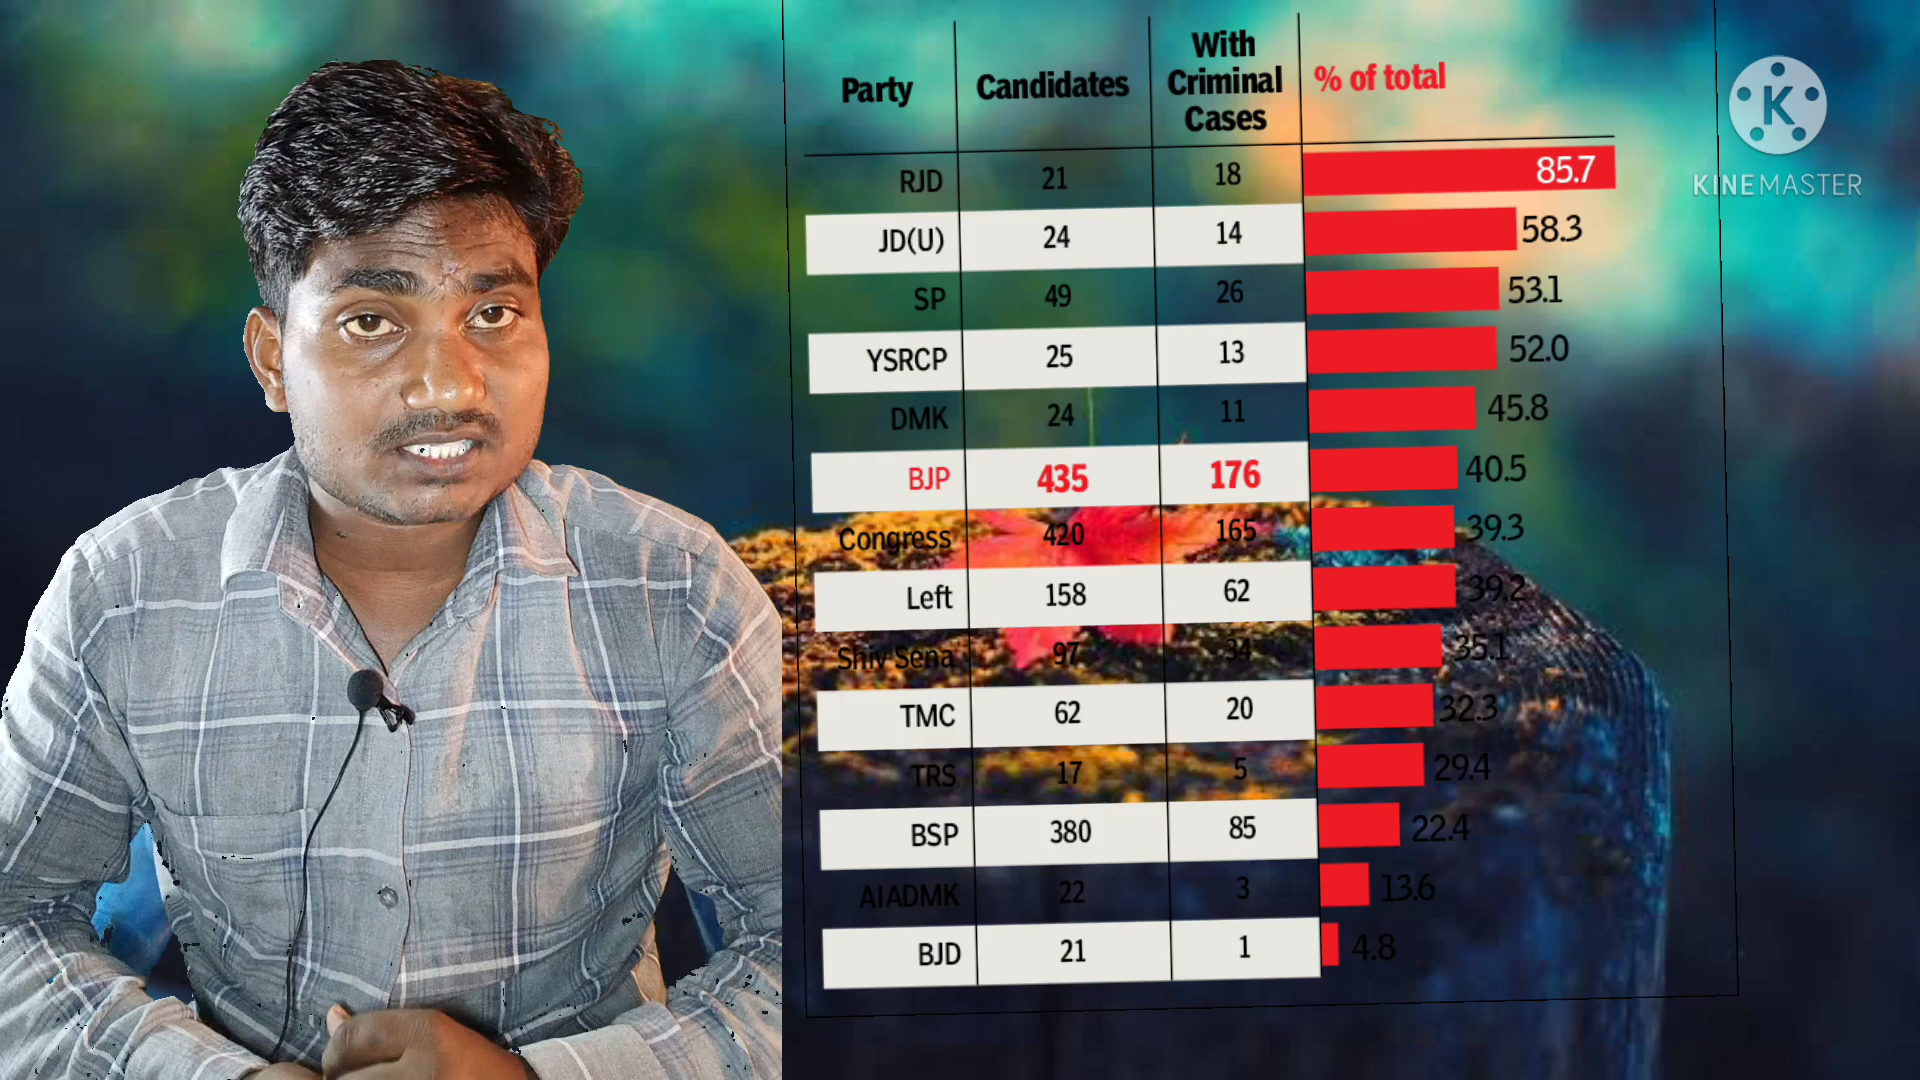 Party Candidates With Criminal Cases % of total
RJD 21 18 85.7
JD(U) 24 14 58.3
SP 49 26 53.1
YSRCP 25 13 52.0
DMK 24 11 45.8
BJP 435 176 40.5
Congress 420 165 39.3
Left 158 62 39.2
Shiv Sena 97 34 35.1
TMC 62 20 32.3
TRS 17 5 29.4
BSP 380 85 22.4
AIADMK 22 3 13.6
BJD 21 1 4.8
K
KINEMASTER